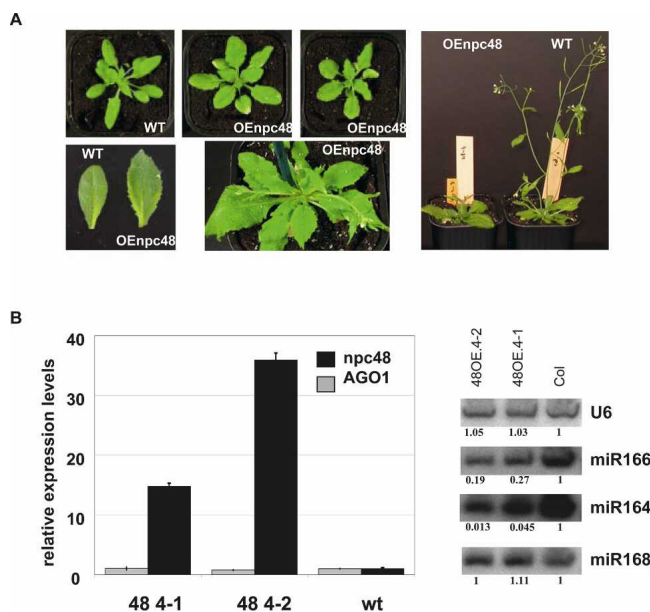 A
WT
OEnpc48
OEnpc48
OEnpc48
WT
WT
OEnpc48
OEnpc48
B
relative expression levels
40
30
20
10
0
npc48
AGO1
48 4-1
48 4-2
wt
48OE.4-2
48OE.4-1
Col
U6
1.05
1.03
1
miR166
0.19
0.27
1
miR164
0.013
0.045
1
miR168
1
1.11
1